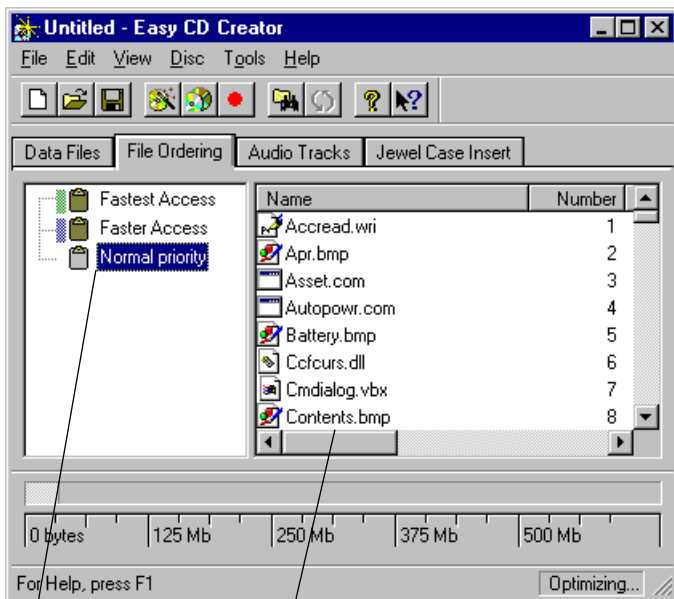 Untitled - Easy CD Creator
File Edit View Disc Tools Help
Data Files File Ordering Audio Tracks Jewel Case Insert
Fastest Access
Faster Access
Normal priority
Name Number
Accread.wri 1
Apr.bmp 2
Asset.com 3
Autopowr.com 4
Battery.bmp 5
Ccfcurs.dll 6
Cmdialog.vbx 7
Contents.bmp 8
0 bytes 125 Mb 250 Mb 375 Mb 500 Mb
For Help, press F1 Optimizing...